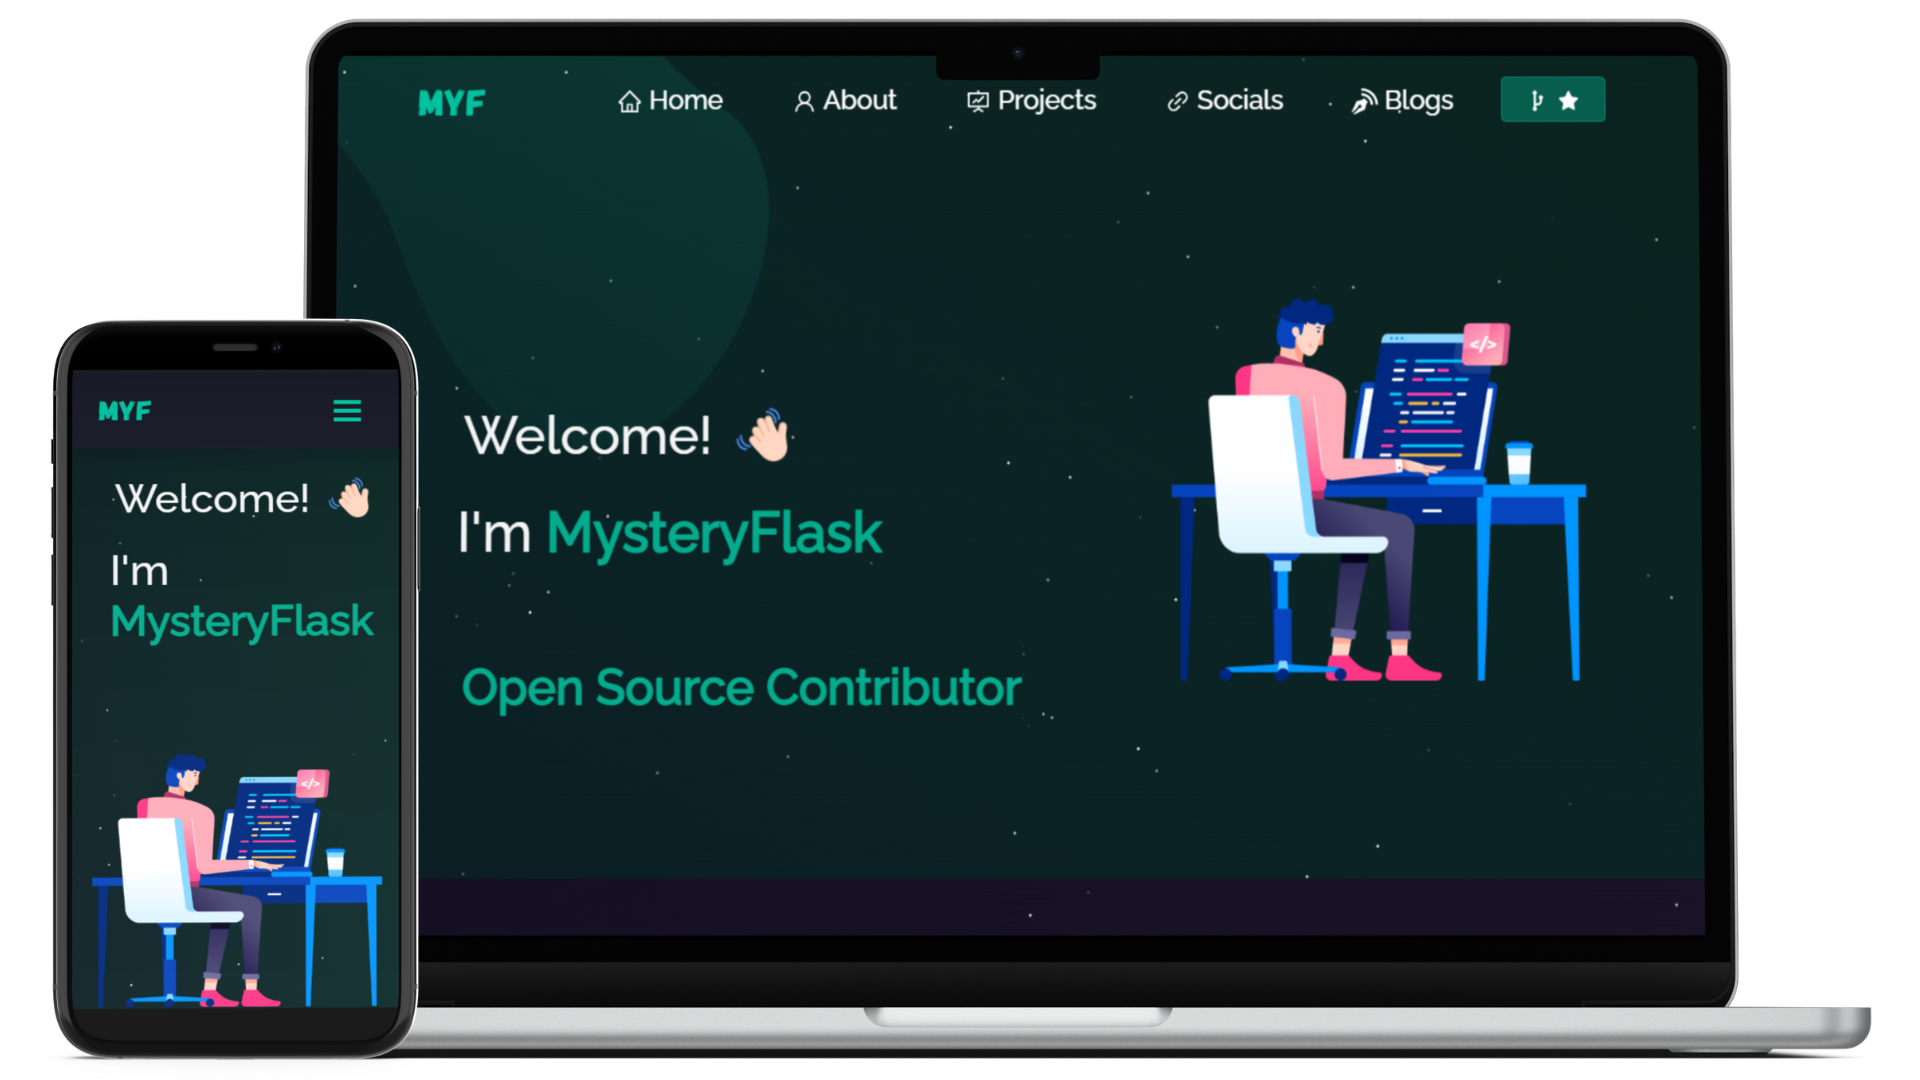 MYF Home About Projects Socials Blogs
</>
Welcome!
I'm MysteryFlask
Open Source Contributor
MYF
Welcome!
I'm
MysteryFlask
</>